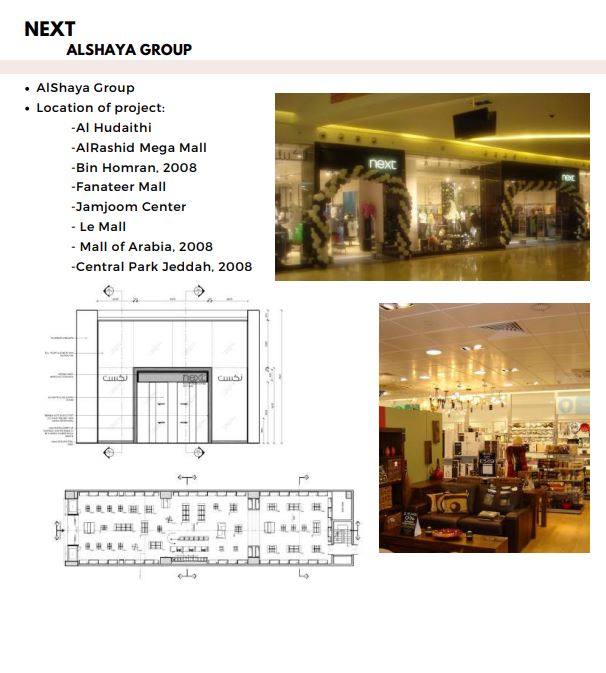 NEXT
ALSHAYA GROUP
• AlShaya Group
• Location of project:
-Al Hudaithi
-AlRashid Mega Mall
-Bin Homran, 2008
-Fanateer Mall
-Jamjoom Center
- Le Mall
- Mall of Arabia, 2008
-Central Park Jeddah, 2008
next
next
نكست
next
نكست